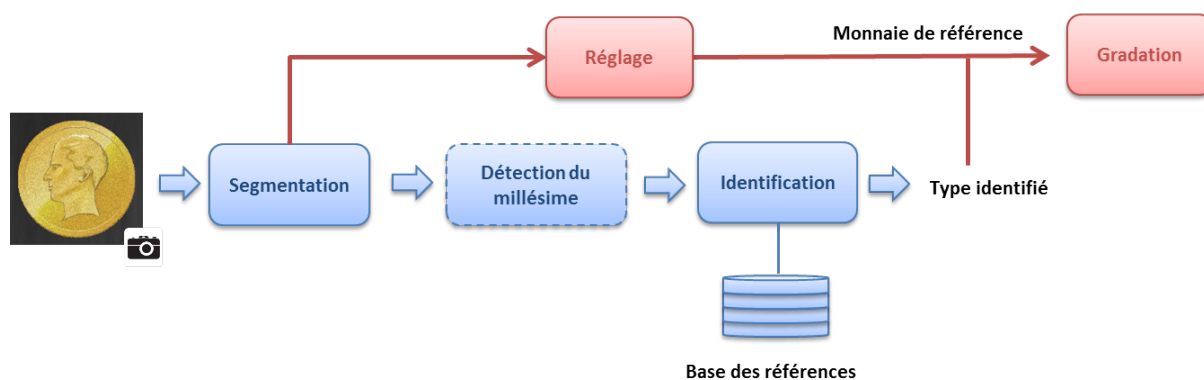 Monnaie de référence
Réglage
Gradation
Segmentation
Détection du
millésime
Identification
Type identifié
Base des références